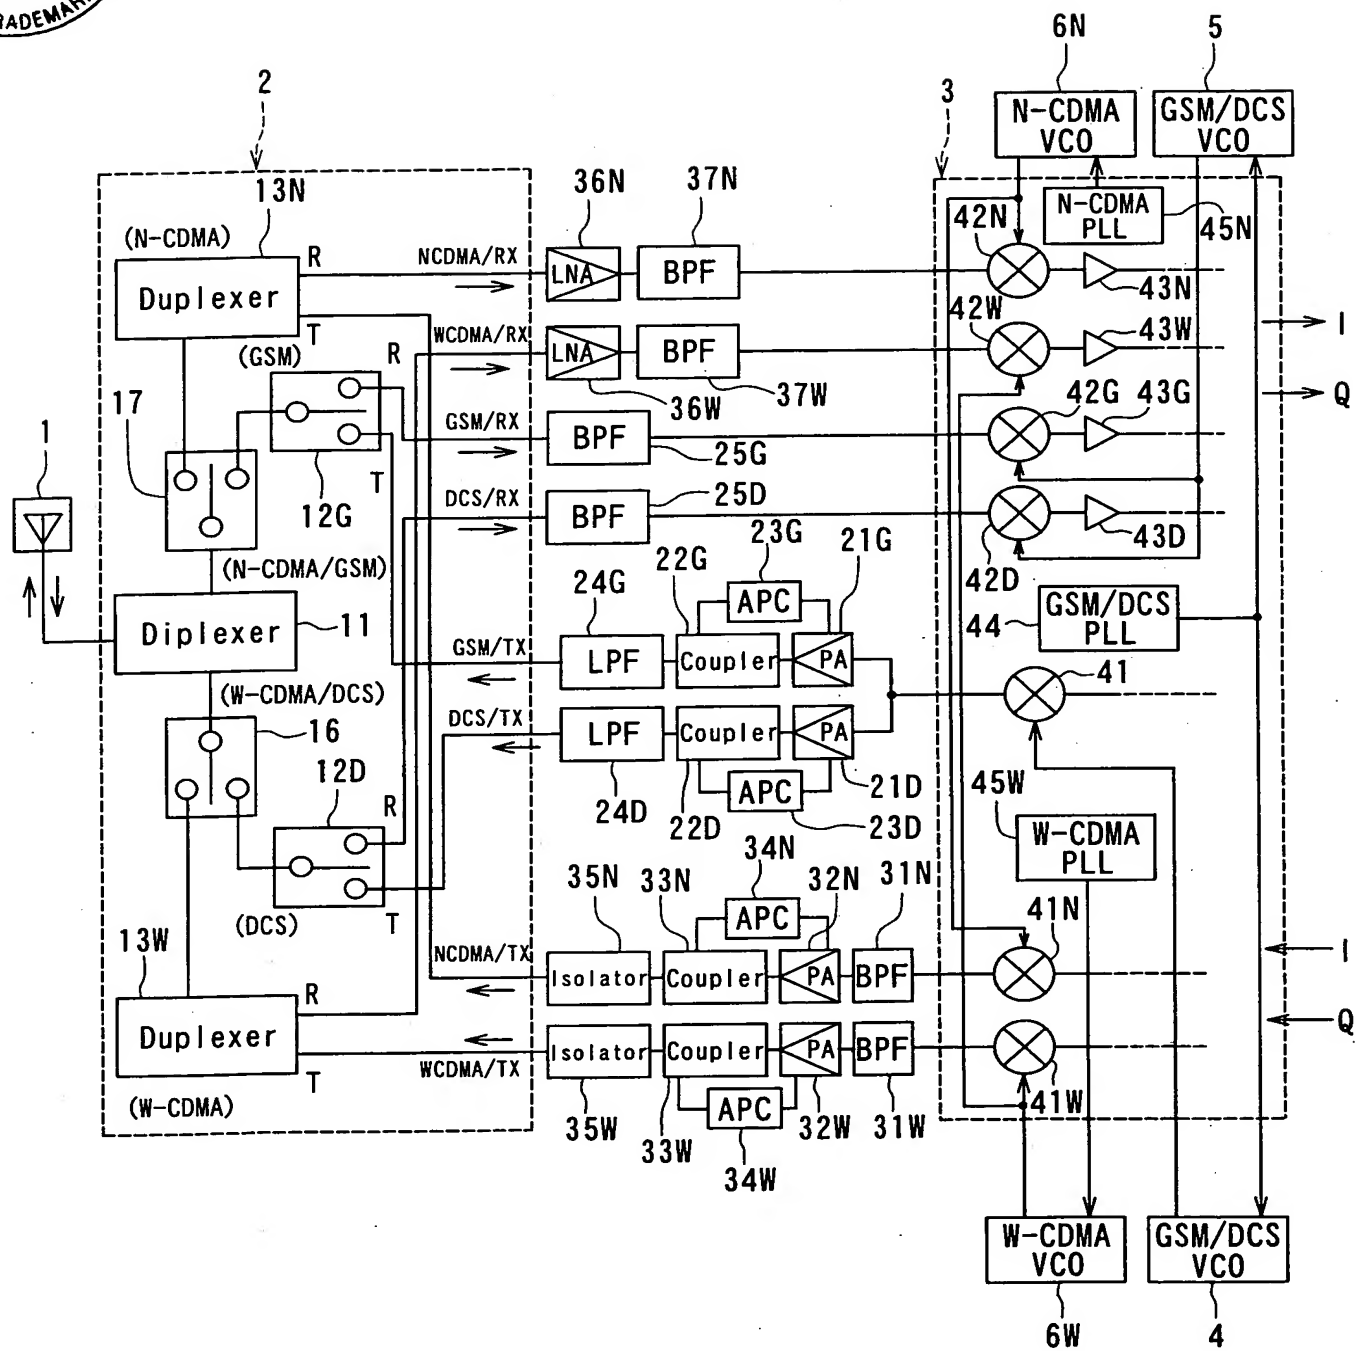 TRADEMARK
6N
5
2
3
N-CDMA
VCO
GSM/DCS
VCO
13N
36N
37N
42N
N-CDMA
PLL
45N
(N-CDMA)
R
NCDMA/RX
LNA
BPF
Duplexer
43N
T
WCDMA/RX
42W
43W
I
(GSM)
R
LNA
BPF
17
36W
37W
42G
43G
Q
1
GSM/RX
BPF
25G
T
12G
DCS/RX
25D
BPF
43D
(N-CDMA/GSM)
23G
21G
42D
22G
24G
APC
GSM/DCS
PLL
44
Diplexer
11
GSM/TX
LPF
Coupler
PA
41
(W-CDMA/DCS)
DCS/TX
LPF
Coupler
PA
16
12D
R
24D
22D
APC
21D
23D
45W
W-CDMA
PLL
34N
35N
33N
32N
31N
APC
(DCS)
T
41N
13W
NCDMA/TX
Isolator
Coupler
PA
BPF
I
R
Q
Duplexer
Isolator
Coupler
PA
BPF
T
WCDMA/TX
41W
(W-CDMA)
APC
35W
33W
32W
31W
34W
W-CDMA
VCO
GSM/DCS
VCO
6W
4